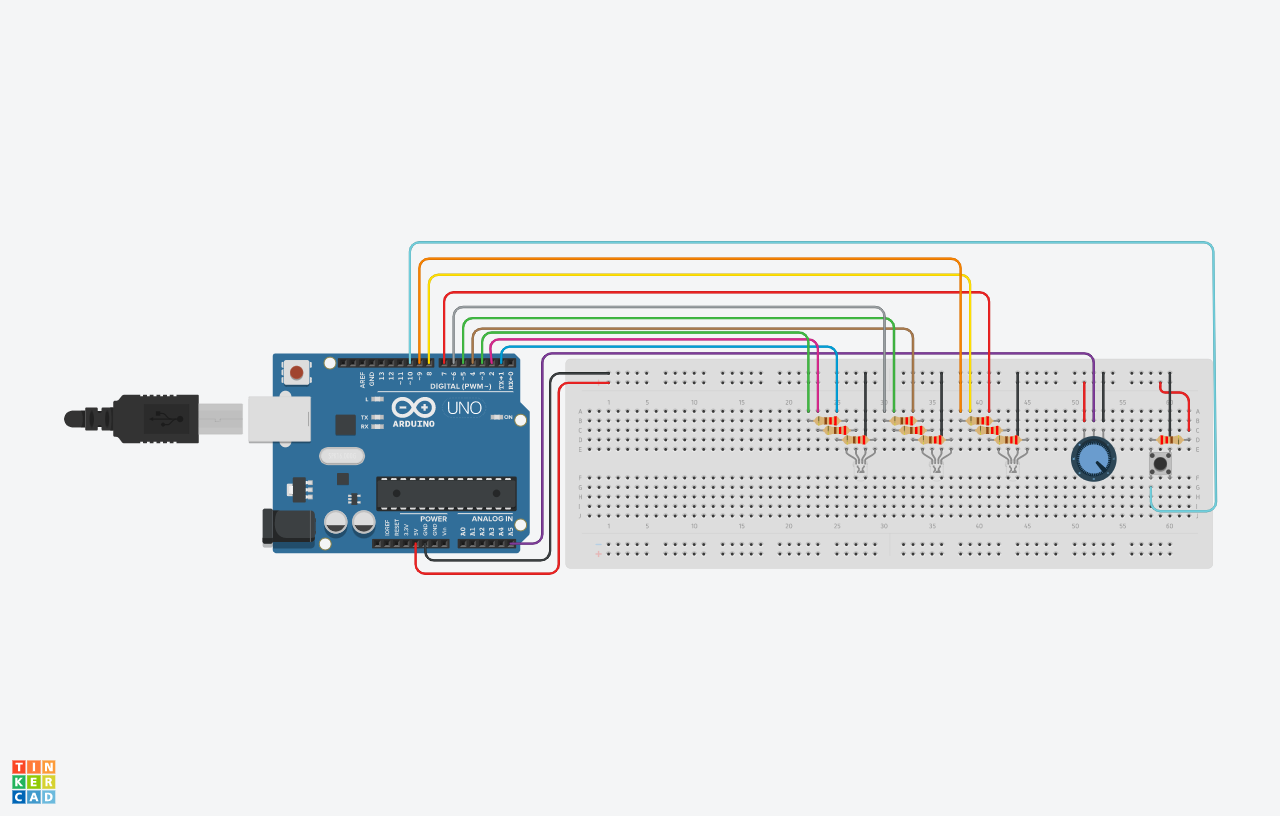 AREF
GND
13
12
~11
~10
~9
8
7
~6
~5
4
~3
2
TX→1
RX←0
DIGITAL (PWM~)
L
TX
RX
ARDUINO
UNO
ON
POWER
ANALOG IN
IOREF
RESET
3.3V
5V
GND
GND
Vin
A0
A1
A2
A3
A4
A5
1 5 10 15 20 25 30 35 40 45 50 55 60
A
B
C
D
E
F
G
H
I
J
A
B
C
D
E
F
G
H
I
J
1 5 10 15 20 25 30 35 40 45 50 55 60
TIN
KER
CAD